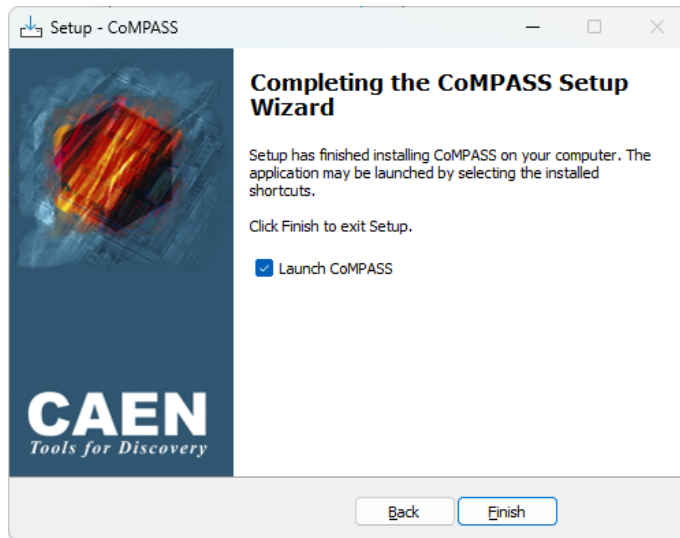 Setup - CoMPASS
Completing the CoMPASS Setup
Wizard
Setup has finished installing CoMPASS on your computer. The
application may be launched by selecting the installed
shortcuts.
Click Finish to exit Setup.
Launch CoMPASS
CAEN
Tools for Discovery
Back
Finish